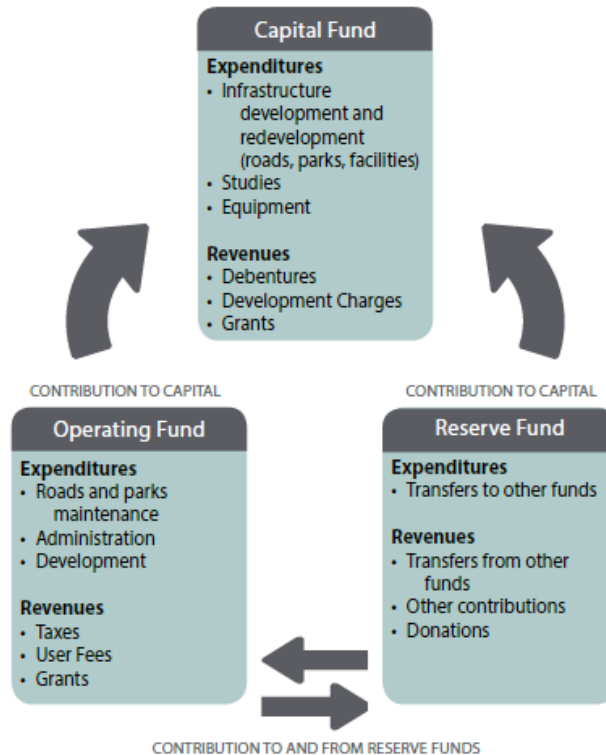 Capital Fund
Expenditures
• Infrastructure
development and
redevelopment
(roads, parks, facilities)
• Studies
• Equipment
Revenues
• Debentures
• Development Charges
• Grants
CONTRIBUTION TO CAPITAL
Operating Fund
Expenditures
• Roads and parks
maintenance
• Administration
• Development
Revenues
• Taxes
• User Fees
• Grants
CONTRIBUTION TO CAPITAL
Reserve Fund
Expenditures
• Transfers to other funds
Revenues
• Transfers from other
funds
• Other contributions
• Donations
CONTRIBUTION TO AND FROM RESERVE FUNDS